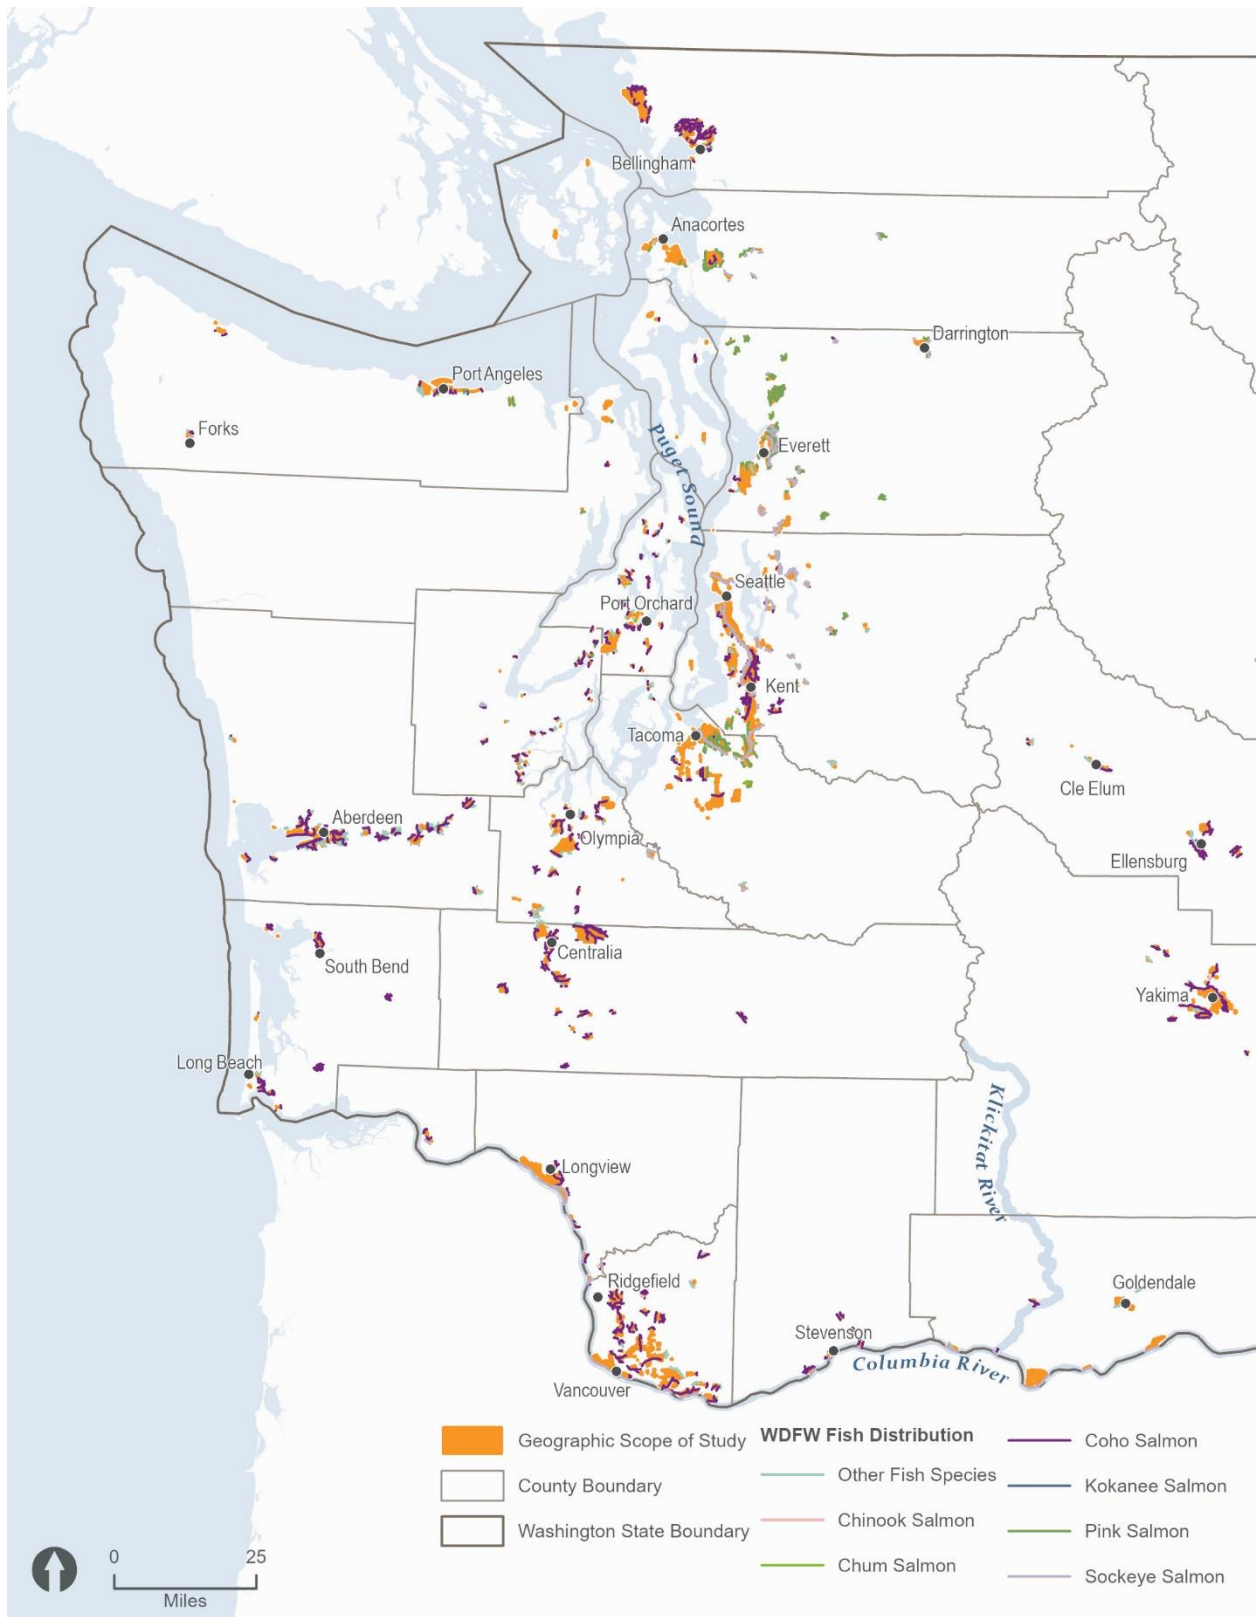 Bellingham
Anacortes
Darrington
Port Angeles
Forks
Everett
Puget Sound
Seattle
Port Orchard
Kent
Tacoma
Cle Elum
Aberdeen
Olympia
Ellensburg
Centralia
South Bend
Yakima
Long Beach
Klickitat River
Longview
Ridgefield
Goldendale
Stevenson
Columbia River
Vancouver
Geographic Scope of Study
County Boundary
Washington State Boundary
WDFW Fish Distribution
Other Fish Species
Chinook Salmon
Chum Salmon
Coho Salmon
Kokanee Salmon
Pink Salmon
Sockeye Salmon
0 25
Miles